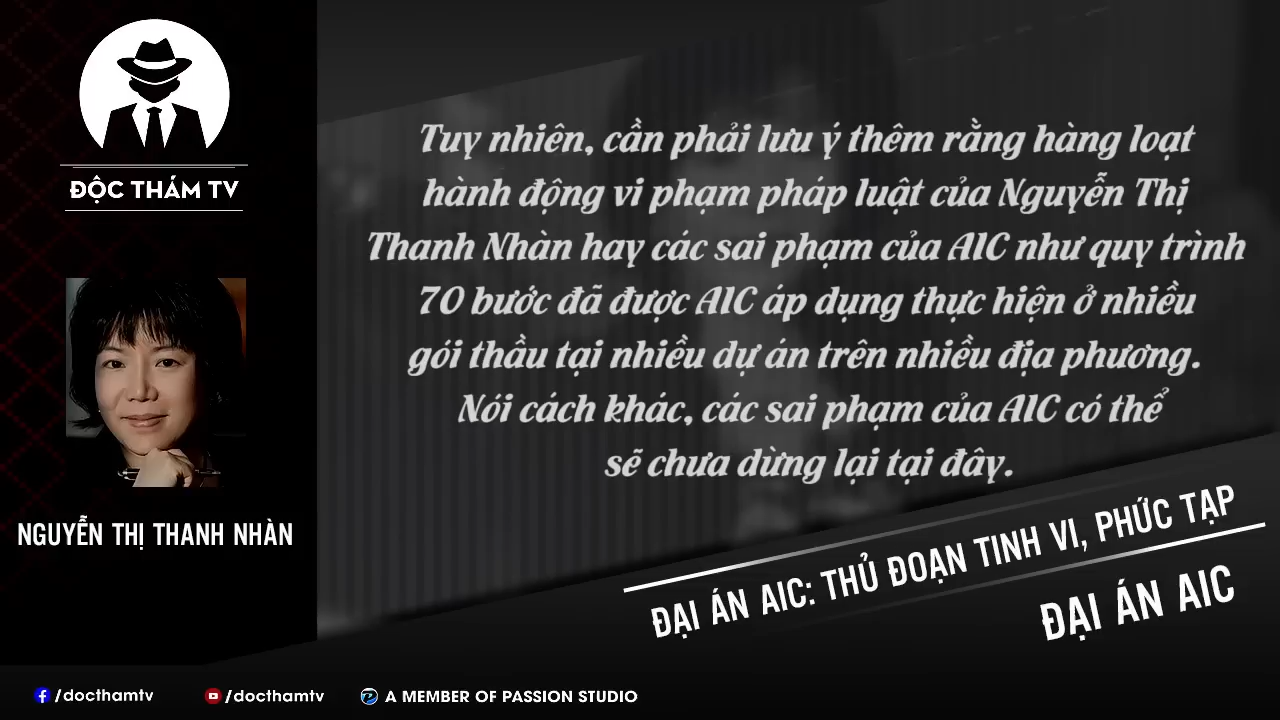 ĐỘC THÁM TV
NGUYỄN THỊ THANH NHÀN
Tuy nhiên, cần phải lưu ý thêm rằng hàng loạt
hành động vi phạm pháp luật của Nguyễn Thị
Thanh Nhàn hay các sai phạm của AIC như quy trình
70 bước đã được AIC áp dụng thực hiện ở nhiều
gói thầu tại nhiều dự án trên nhiều địa phương.
Nói cách khác, các sai phạm của AIC có thể
sẽ chưa dừng lại tại đây.
ĐẠI ÁN AIC: THỦ ĐOẠN TINH VI, PHỨC TẠP
ĐẠI ÁN AIC
/docthamtv
/docthamtv
A MEMBER OF PASSION STUDIO